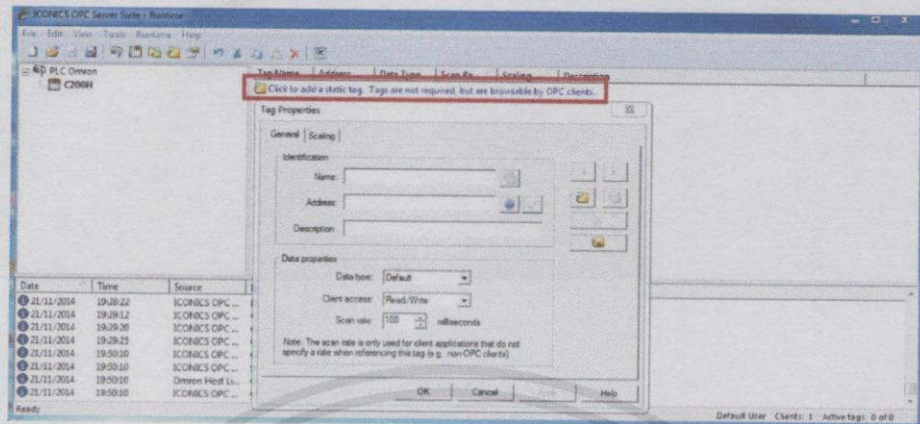 ICONICS OPC Server Suite - Runtime
File Edit View Tools Runtime Help
PLC Omron
C200H
Tag Name Address Data Type Scan Ra... Scaling Description
Click to add a static tag. Tags are not required, but are browsable by OPC clients.
Tag Properties
General Scaling
Identification
Name:
Address:
Description:
Data properties
Data type: Default
Client access: Read/Write
Scan rate: 100 milliseconds
Note: The scan rate is only used for client applications that do not
specify a rate when referencing this tag (e.g. non-OPC clients)
OK Cancel Help
Date Time Source
21/11/2014 19:28:22 ICONICS OPC ...
21/11/2014 19:29:12 ICONICS OPC ...
21/11/2014 19:29:20 ICONICS OPC ...
21/11/2014 19:29:25 ICONICS OPC ...
21/11/2014 19:50:10 ICONICS OPC ...
21/11/2014 19:50:10 ICONICS OPC ...
21/11/2014 19:50:10 Omron Host Li...
21/11/2014 19:50:10 ICONICS OPC ...
Ready
Default User Clients: 1 Active tags: 0 of 0